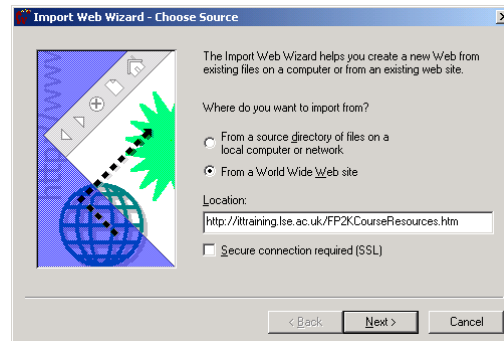 Import Web Wizard - Choose Source
The Import Web Wizard helps you create a new Web from
existing files on a computer or from an existing web site.
Where do you want to import from?
From a source directory of files on a
local computer or network
From a World Wide Web site
Location:
http://ittraining.lse.ac.uk/FP2KCourseResources.htm
Secure connection required (SSL)
< Back
Next >
Cancel